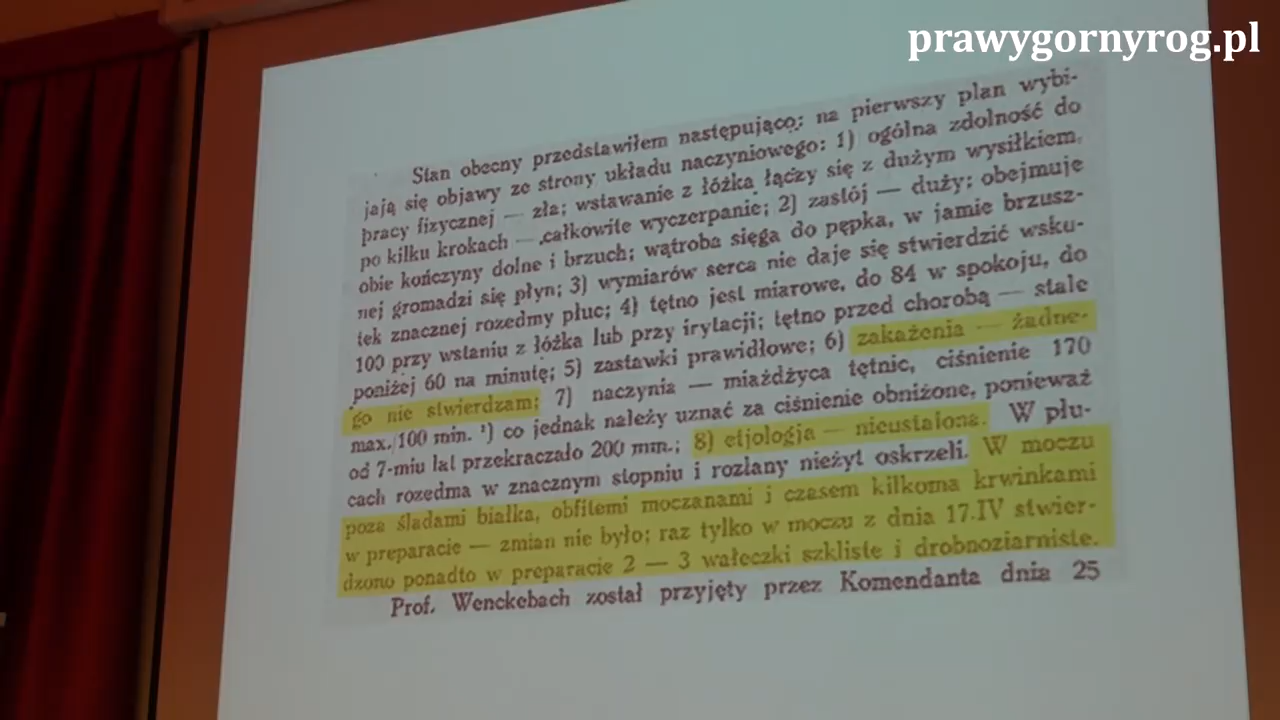 prawygornyrog.pl
Stan obecny przedstawiłem następująco: na pierwszy plan wybi-
jają się objawy ze strony układu naczyniowego: 1) ogólna zdolność do
pracy fizycznej — zła; wstawanie z łóżka łączy się z dużym wysiłkiem,
po kilku krokach — całkowite wyczerpanie; 2) zastój — duży; obejmuje
obie kończyny dolne i brzuch; wątroba sięga do pępka, w jamie brzusz-
nej gromadzi się płyn; 3) wymiarów serca nie daje się stwierdzić wsku-
tek znacznej rozedmy płuc; 4) tętno jest miarowe, do 84 w spokoju, do
100 przy wstaniu z łóżka lub przy irytacji; tętno przed chorobą — stale
poniżej 60 na minutę; 5) zastawki prawidłowe; 6) zakażenia — żadne-
go nie stwierdzam; 7) naczynia — miażdżyca tętnic, ciśnienie 170
max./100 min. ¹) co jednak należy uznać za ciśnienie obniżone, ponieważ
od 7-miu lat przekraczało 200 mm.; 8) etjologja — nieustalona. W płu-
cach rozedma w znacznym stopniu i rozlany nieżyt oskrzeli. W moczu
poza śladami białka, obfitemi moczanami i czasem kilkoma krwinkami
w preparacie — zmian nie było; raz tylko w moczu z dnia 17.IV stwier-
dzono ponadto w preparacie 2 — 3 wałeczki szkliste i drobnoziarniste.
Prof. Wenckebach został przyjęty przez Komendanta dnia 25